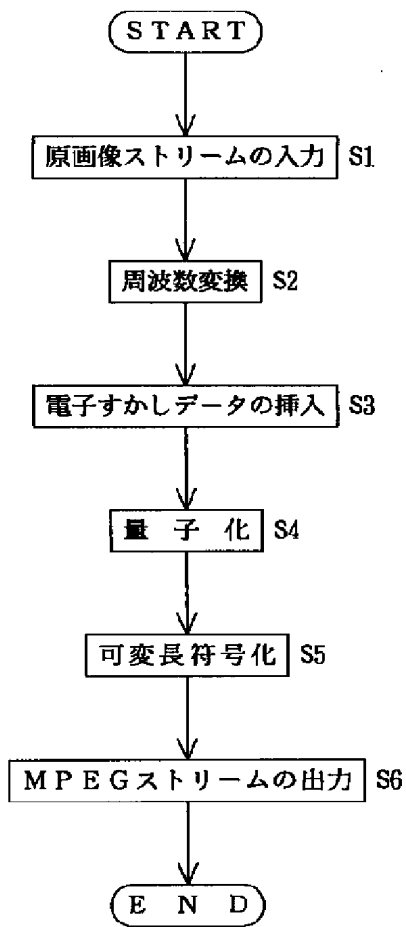 START
原画像ストリームの入力 S1
周波数変換 S2
電子すかしデータの挿入 S3
量子化 S4
可変長符号化 S5
MPEGストリームの出力 S6
END